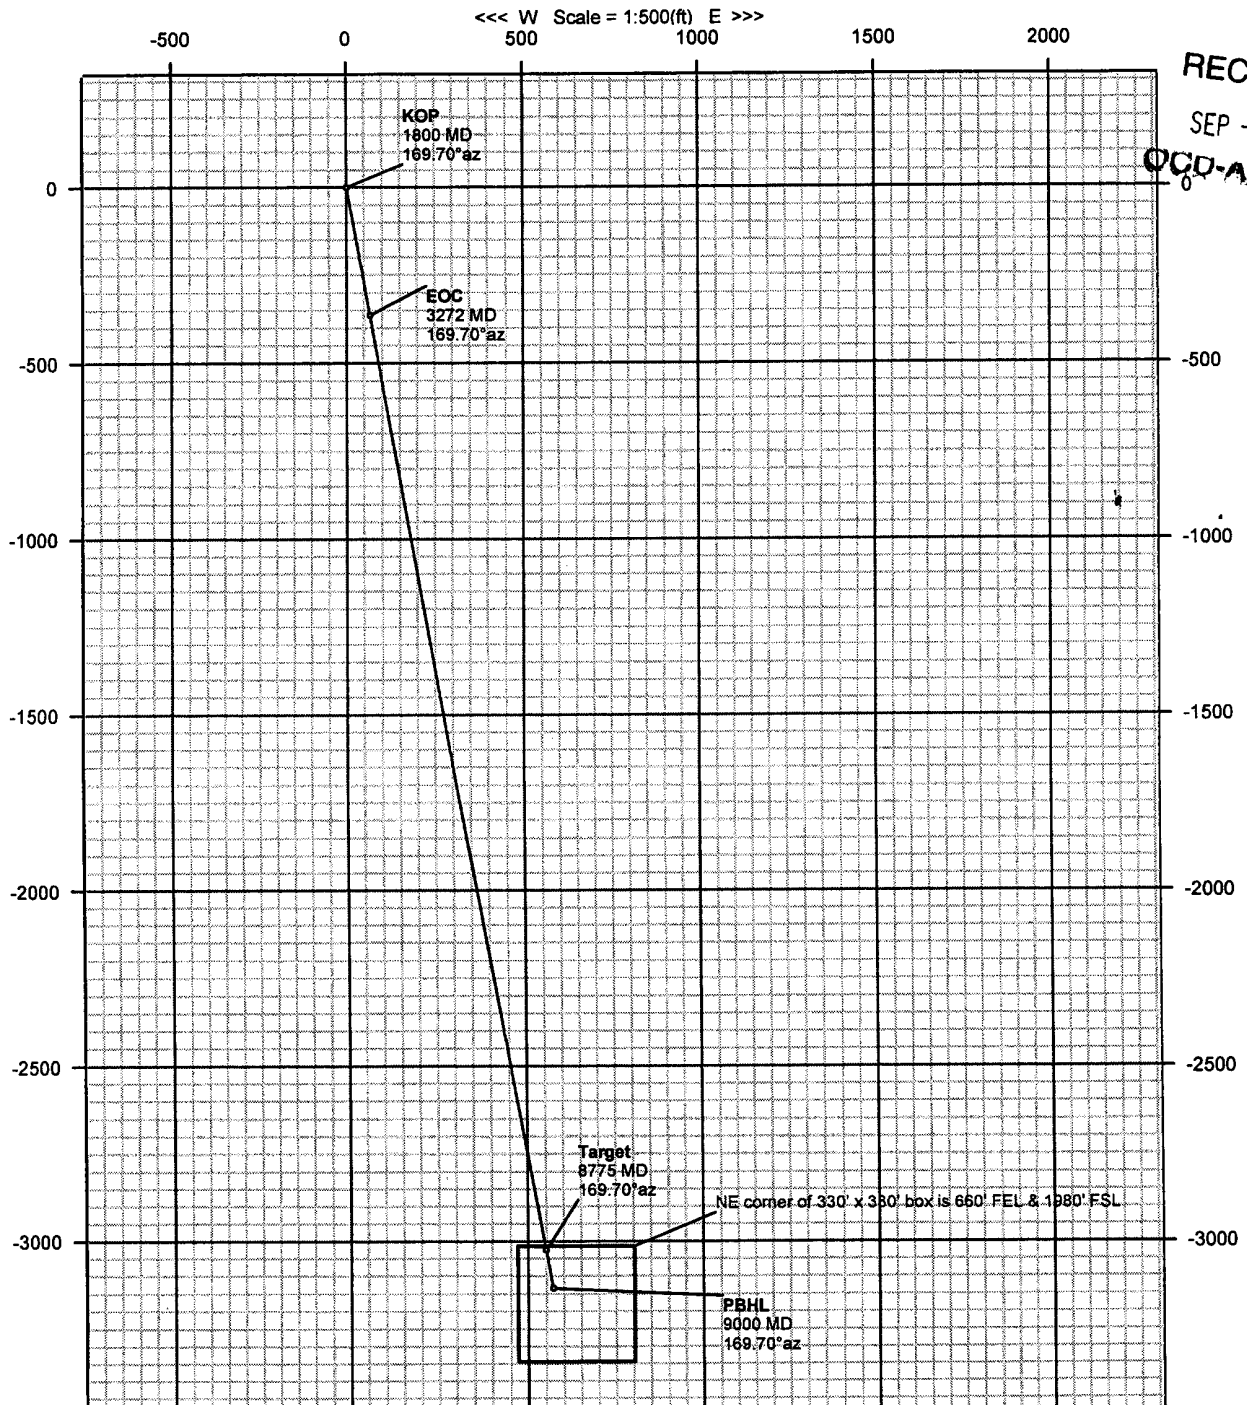 <<< W Scale = 1:500(ft) E >>>
-500 0 500 1000 1500 2000
REC
SEP -
OCD-A
KOP
1800 MD
169.70°az
0 0
EOC
3272 MD
169.70°az
-500 -500
-1000 -1000
-1500 -1500
-2000 -2000
-2500 -2500
Target
8775 MD
169.70°az
NE corner of 330' x 330' box is 660' FEL & 1980' FSL
-3000 -3000
PBHL
9000 MD
169.70°az